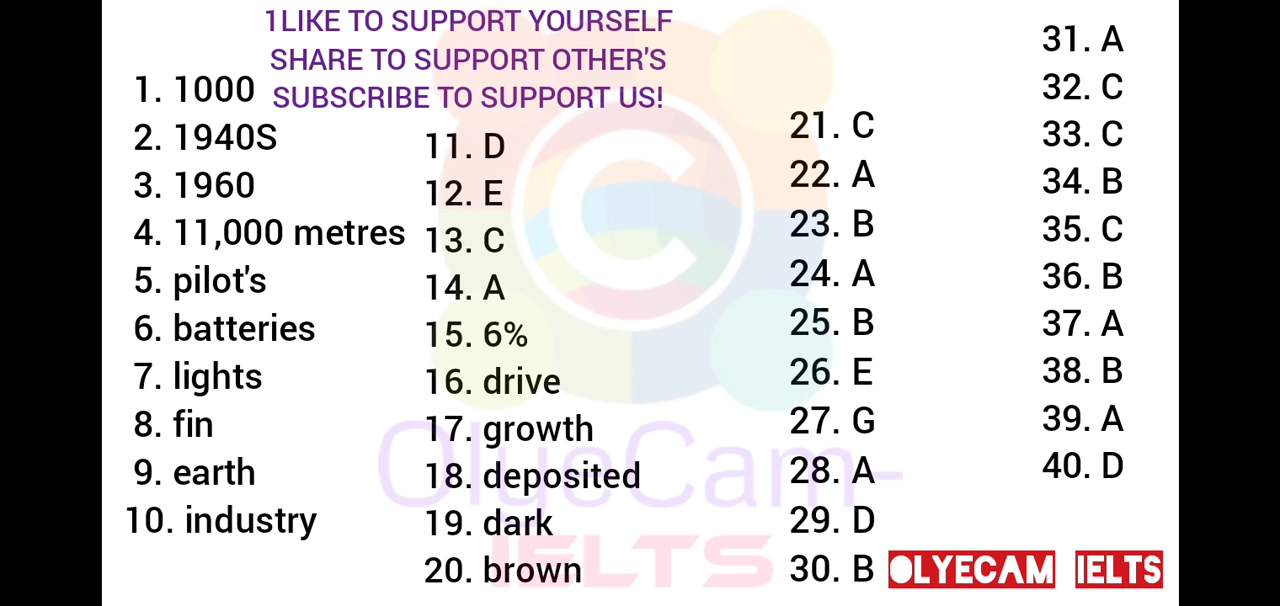 1LIKE TO SUPPORT YOURSELF
SHARE TO SUPPORT OTHER'S
SUBSCRIBE TO SUPPORT US!
1. 1000
2. 1940S
3. 1960
4. 11,000 metres
5. pilot's
6. batteries
7. lights
8. fin
9. earth
10. industry
11. D
12. E
13. C
14. A
15. 6%
16. drive
17. growth
18. deposited
19. dark
20. brown
21. C
22. A
23. B
24. A
25. B
26. E
27. G
28. A
29. D
30. B
31. A
32. C
33. C
34. B
35. C
36. B
37. A
38. B
39. A
40. D
C
OlyeCam-
IELTS
OLYECAM IELTS